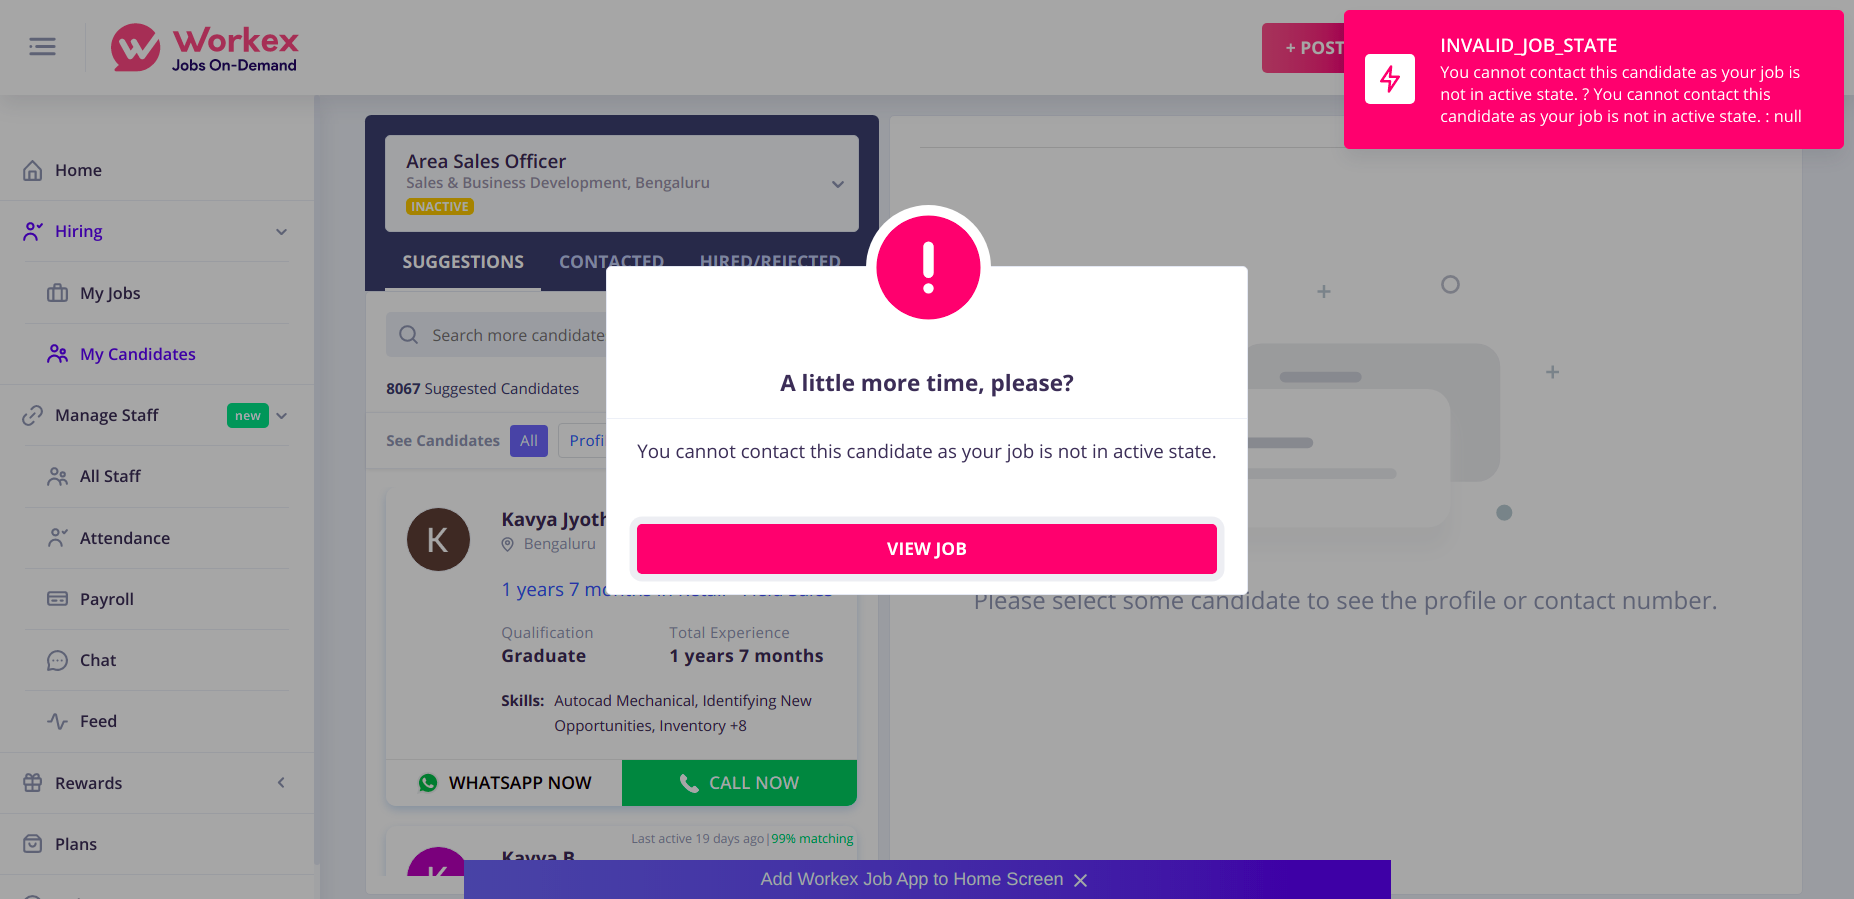 Workex
Jobs On-Demand
+ POST
INVALID_JOB_STATE
You cannot contact this candidate as your job is
not in active state. ? You cannot contact this
candidate as your job is not in active state. : null
Home
Hiring
My Jobs
My Candidates
Manage Staff new
All Staff
Attendance
Payroll
Chat
Feed
Rewards
Plans
Area Sales Officer
Sales & Business Development, Bengaluru
INACTIVE
SUGGESTIONS CONTACTED HIRED/REJECTED
Search more candidate
8067 Suggested Candidates
See Candidates All Profi
Kavya Jyoth
K
Bengaluru
1 years 7
Qualification Total Experience
Graduate 1 years 7 months
Skills: Autocad Mechanical, Identifying New
Opportunities, Inventory +8
WHATSAPP NOW CALL NOW
Last active 19 days ago|99% matching
Kavya B
K
A little more time, please?
You cannot contact this candidate as your job is not in active state.
VIEW JOB
Please select some candidate to see the profile or contact number.
Add Workex Job App to Home Screen